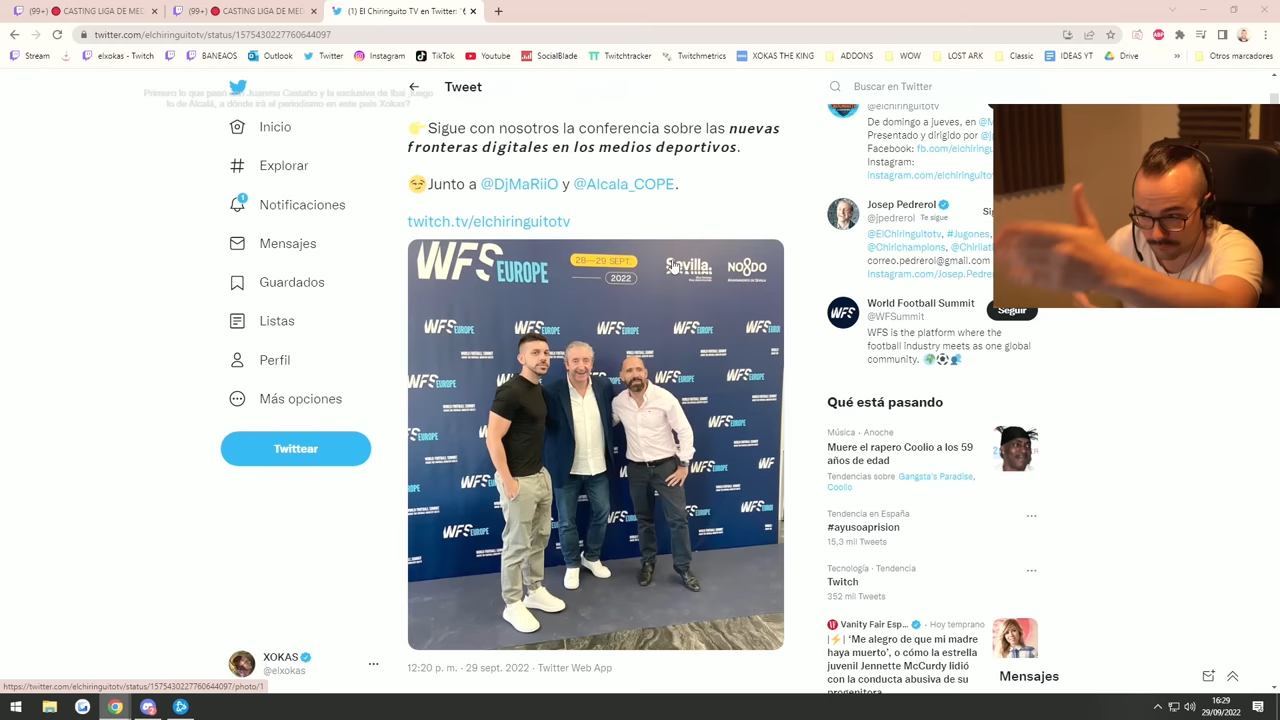 (99+) CASTING LIGA DE MEDI
(99+) CASTING LIGA DE MEDI
(1) El Chiringuito TV en Twitter:
twitter.com/elchiringuitotv/status/1575430227760644097
Stream
elxokas - Twitch
BANEAOS
Outlook
Twitter
Instagram
TikTok
Youtube
SocialBlade
Twitchtracker
Twitchmetrics
XOKAS THE KING
ADDONS
WOW
LOST ARK
Classic
IDEAS YT
Drive
»
Otros marcadores
Tweet
Buscar en Twitter
Inicio
Explorar
1
Notificaciones
Mensajes
Guardados
Listas
Perfil
Más opciones
Twittear
XOKAS
@elxokas
👉Sigue con nosotros la conferencia sobre las nuevas
fronteras digitales en los medios deportivos.
😏Junto a @DjMaRiiO y @Alcala_COPE.
twitch.tv/elchiringuitotv
WFS EUROPE
28-29 SEPT.
2022
Sevilla.
NO8DO
12:20 p. m. · 29 sept. 2022 · Twitter Web App
@elchiringuitotv
De domingo a jueves, en @M
Presentado y dirigido por @j
Facebook: fb.com/elchiringu
Instagram:
instagram.com/elchiringuitotv
Josep Pedrerol
@jpedrerol Te sigue
@ElChiringuitoTV, #Jugones,
@Chirichampions, @Chirilati
correo.pedrerol@gmail.com
Instagram.com/Josep.Pedrer
World Football Summit
@WFSummit
Seguir
WFS is the platform where the
football industry meets as one global
community. 🌍⚽👥
Qué está pasando
Música · Anoche
Muere el rapero Coolio a los 59
años de edad
Tendencias sobre Gangsta's Paradise,
Coolio
Tendencia en España
#ayusoaprision
15,3 mil Tweets
Tecnología · Tendencia
Twitch
352 mil Tweets
Vanity Fair Esp... · Hoy temprano
|⚡| 'Me alegro de que mi madre
haya muerto', o cómo la estrella
juvenil Jennette McCurdy lidió
con la conducta abusiva de su
progenitora
Mensajes
https://twitter.com/elchiringuitotv/status/1575430227760644097/photo/1
16:29
29/09/2022